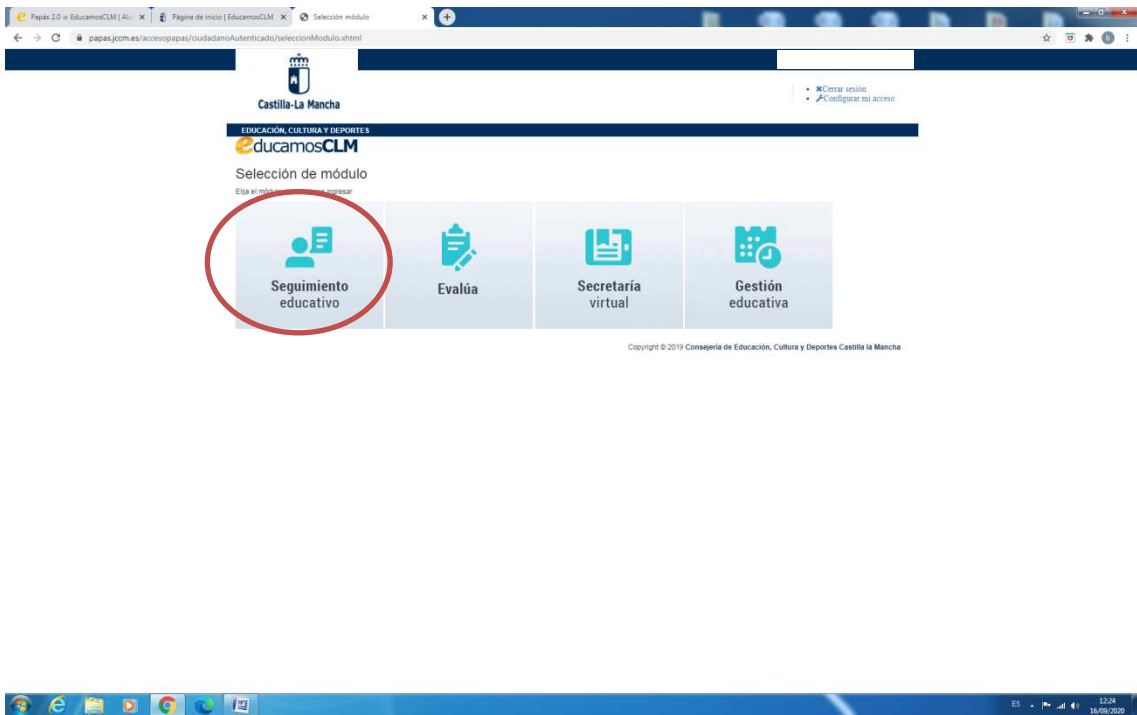 Papás 2.0 = EducamosCLM | Alu
Página de inicio | EducamosCLM
Selección módulo
papas.jccm.es/accesopapas/ciudadanoAutenticado/seleccionModulo.xhtml
Castilla-La Mancha
Cerrar sesión
Configurar mi acceso
EDUCACIÓN, CULTURA Y DEPORTES
educamosCLM
Selección de módulo
Elija el ingresar
Seguimiento
educativo
Evalúa
Secretaría
virtual
Gestión
educativa
Copyright © 2019 Consejería de Educación, Cultura y Deportes Castilla la Mancha
ES
12:24
16/09/2020